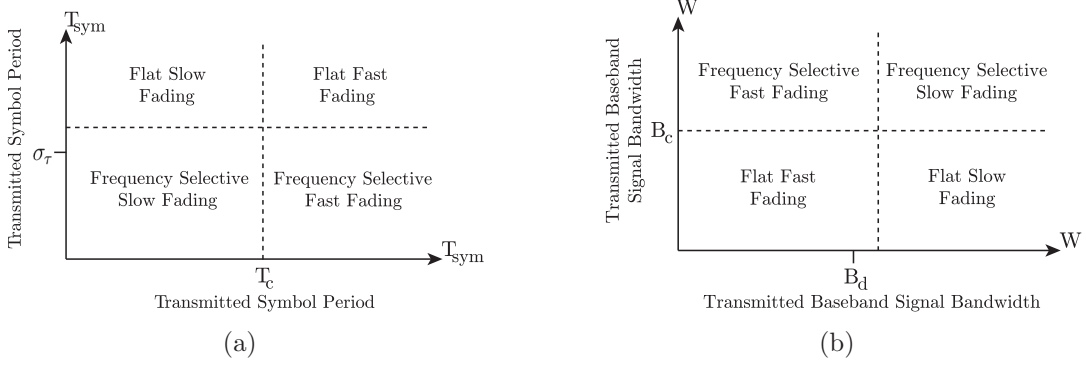 T_sym
Transmitted Symbol Period
Flat Slow
Fading
Flat Fast
Fading
σ_τ
Frequency Selective
Slow Fading
Frequency Selective
Fast Fading
T_sym
T_c
Transmitted Symbol Period
(a)
W
Transmitted Baseband
Signal Bandwidth
Frequency Selective
Fast Fading
Frequency Selective
Slow Fading
B_c
Flat Fast
Fading
Flat Slow
Fading
W
B_d
Transmitted Baseband Signal Bandwidth
(b)